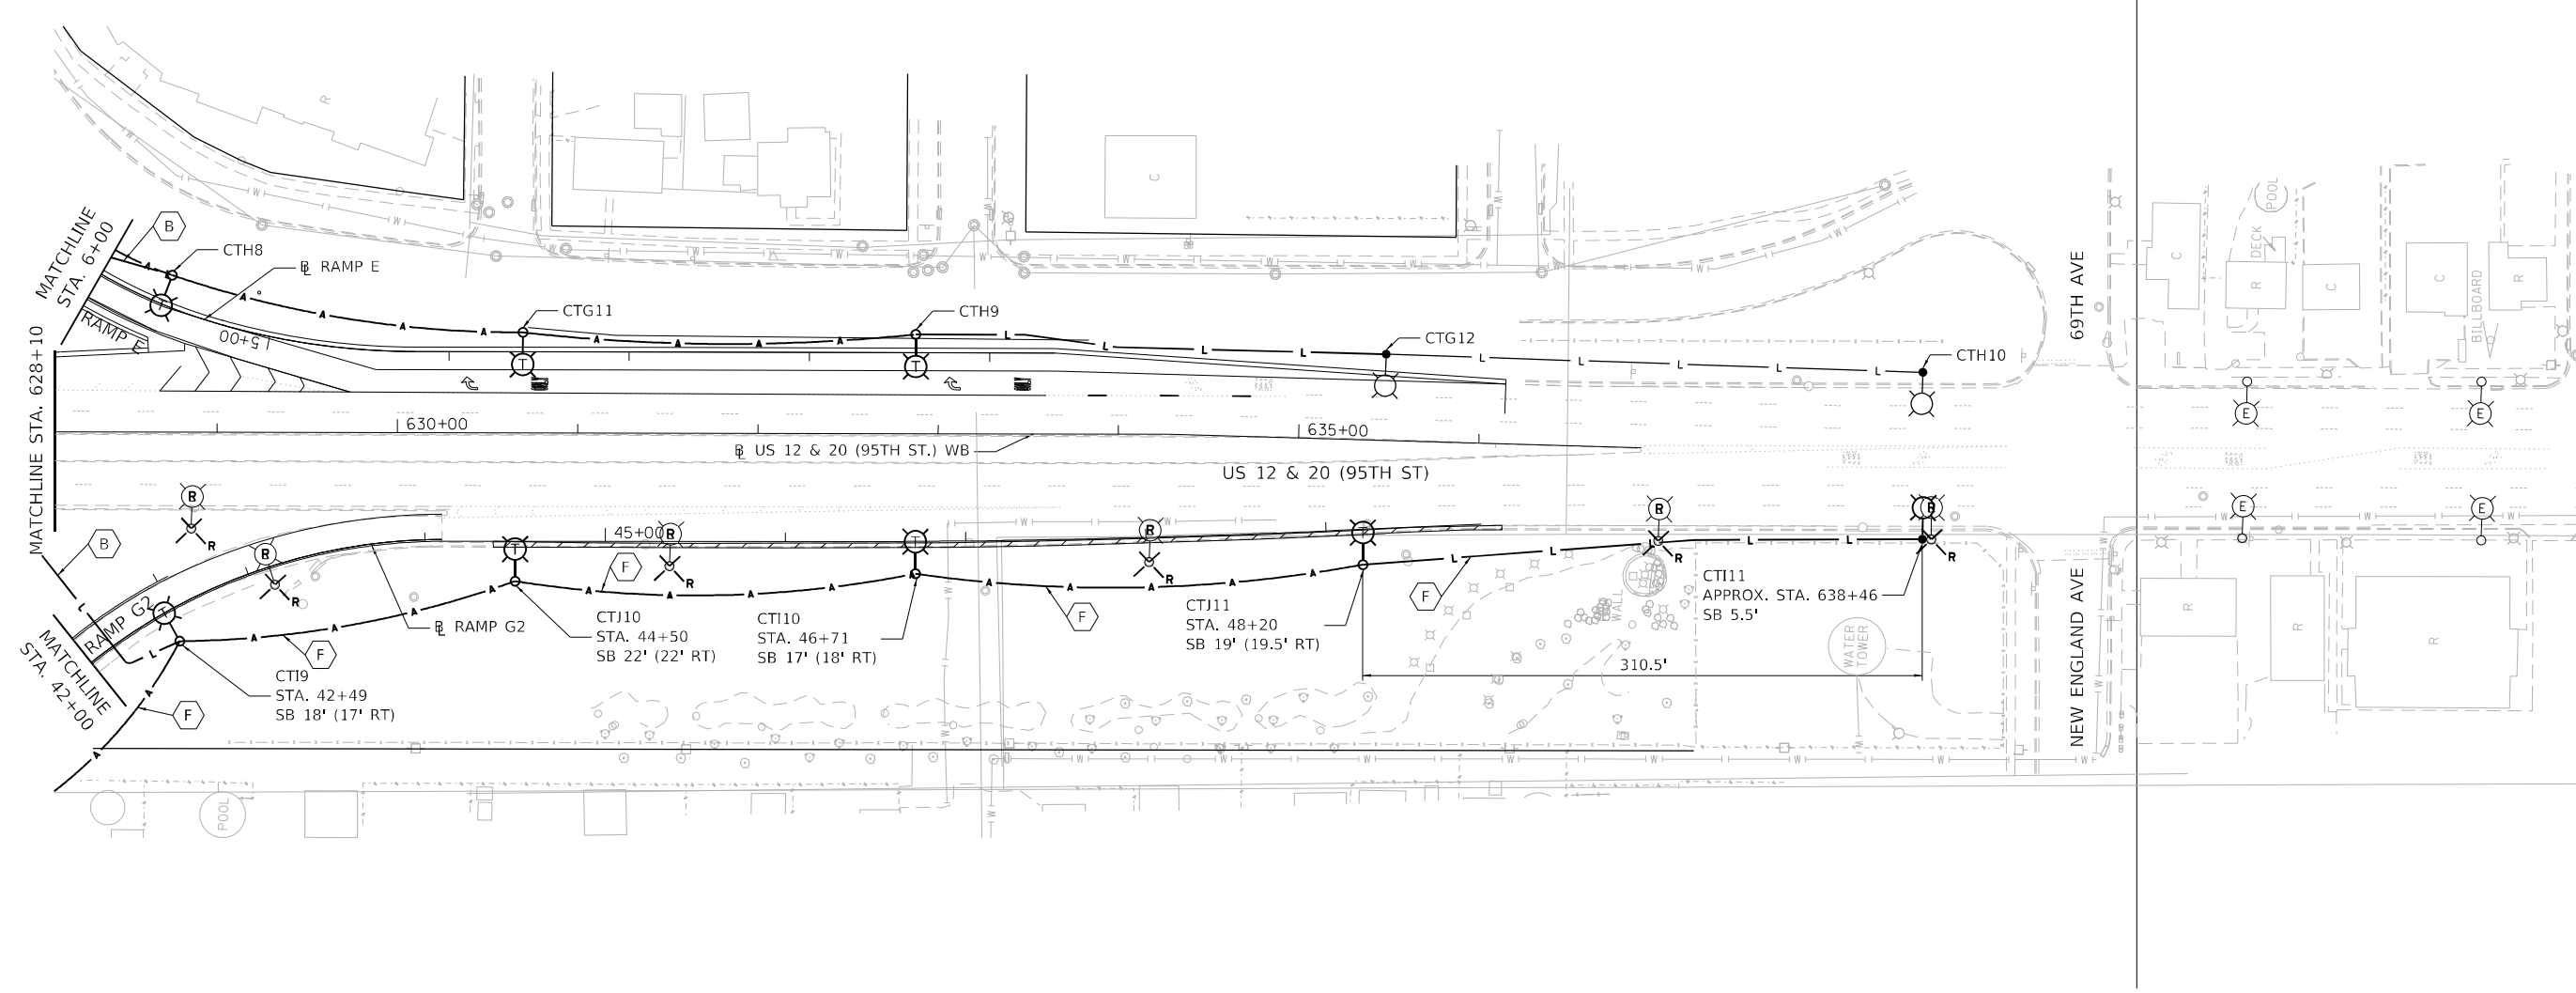 MATCHLINE
STA. 6+00
B
CTH8
℄ RAMP E
CTG11
CTH9
CTG12
CTH10
69TH AVE
RAMP E
15+00
MATCHLINE STA. 628+10
630+00
635+00
US 12 & 20 (95TH ST.) WB
US 12 & 20 (95TH ST)
45+00
B
F
F
F
F
F
RAMP G2
RAMP G2
MATCHLINE
STA. 42+00
CTI9
STA. 42+49
SB 18' (17' RT)
CTJ10
STA. 44+50
SB 22' (22' RT)
CTI10
STA. 46+71
SB 17' (18' RT)
CTJ11
STA. 48+20
SB 19' (19.5' RT)
CTI11
APPROX. STA. 638+46
SB 5.5'
310.5'
WALL
WATER
TOWER
NEW ENGLAND AVE
POOL
POOL
DECK
BILLBOARD